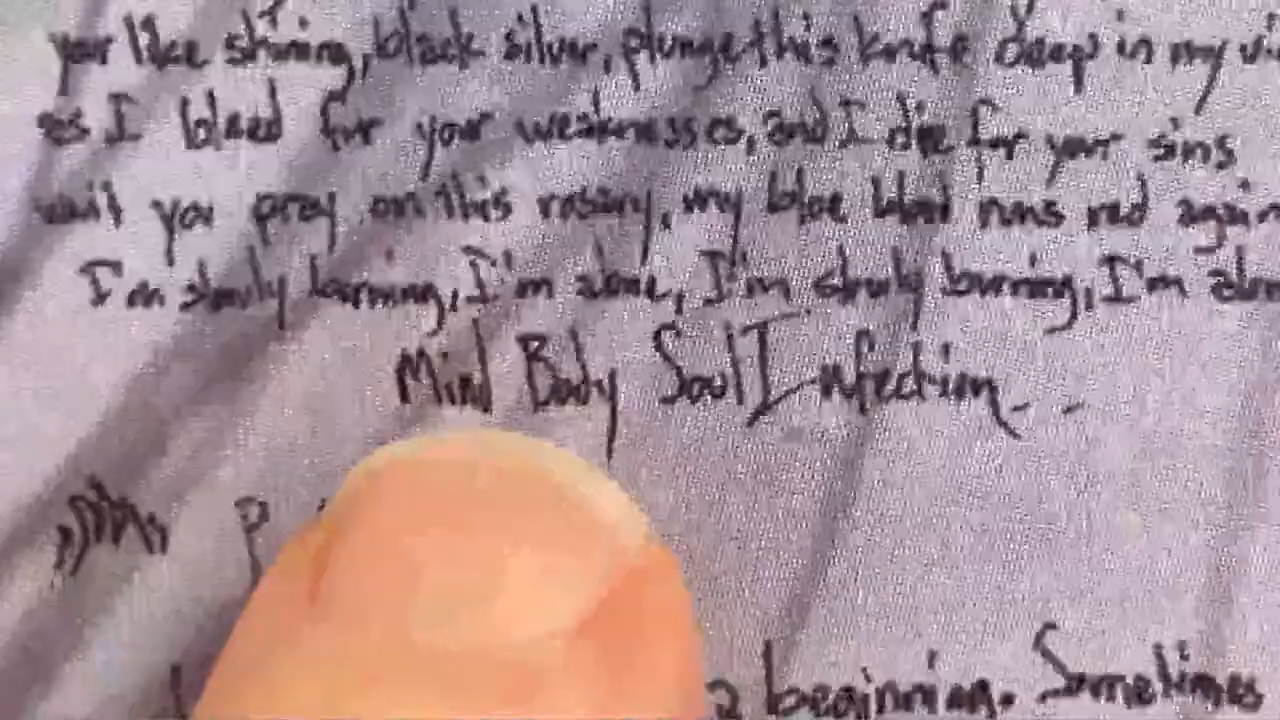 your like shining, black silver, plunge this knife deep in my
as I bleed for your weaknesses, and I die for your sins
wait you pray on this rosary, my blue blood runs red again
I'm slowly burning, I'm alone, I'm slowly burning, I'm
Mind Body Soul Infection..
a beginning. Sometimes